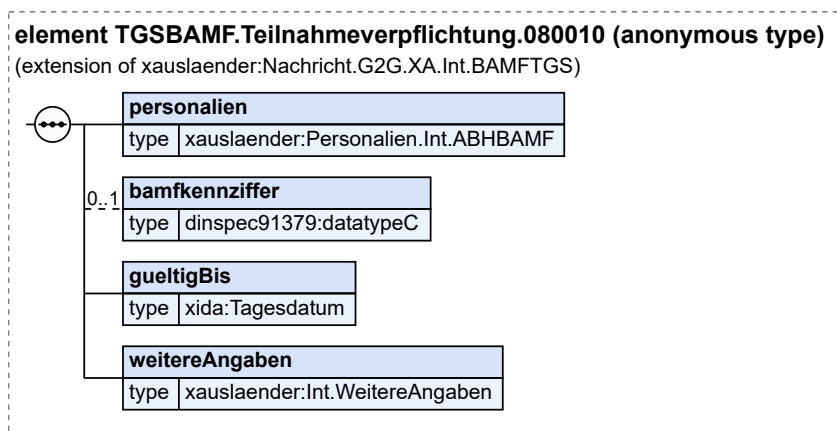 element TGSBAMF.Teilnahmeverpflichtung.080010 (anonymous type)
(extension of xauslaender:Nachricht.G2G.XA.Int.BAMFTGS)
personalien
type xauslaender:Personalien.Int.ABHBAMF
0..1
bamfkennziffer
type dinspec91379:datatypeC
gueltigBis
type xida:Tagesdatum
weitereAngaben
type xauslaender:Int.WeitereAngaben